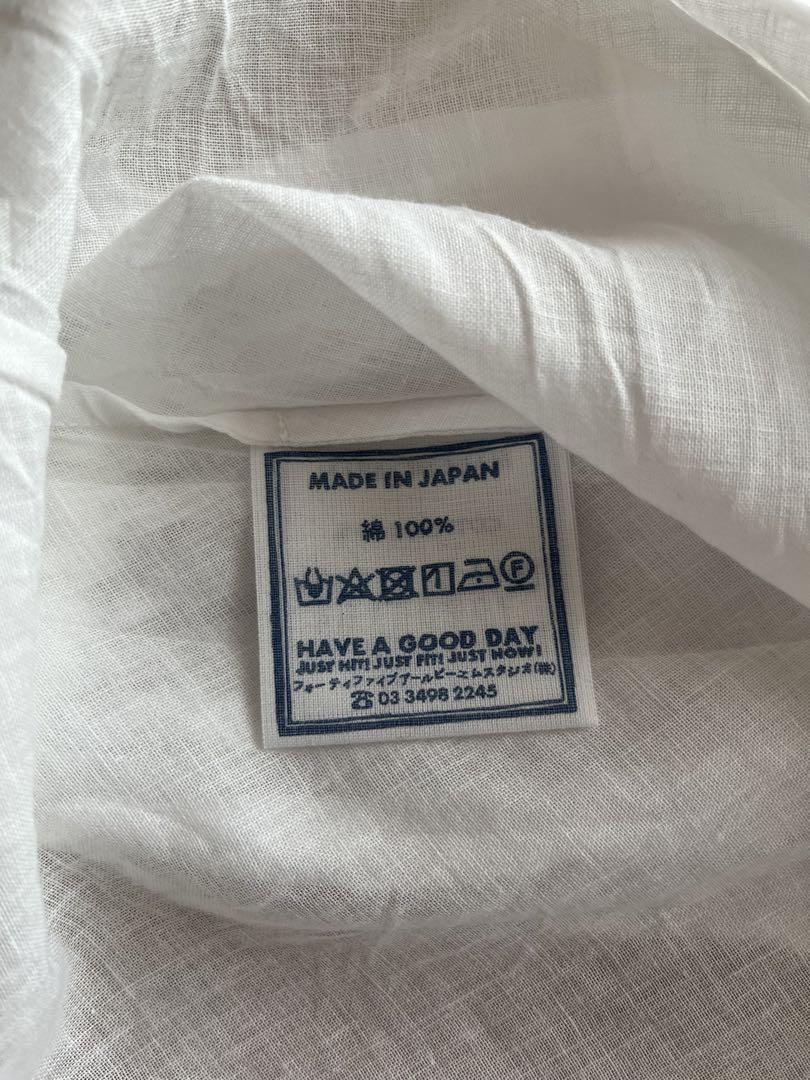 MADE IN JAPAN
綿 100%
F
HAVE A GOOD DAY
JUST HIT! JUST FIT! JUST NOW!
フォーティファイブアールピーエムスタジオ(株)
☎ 03 3498 2245